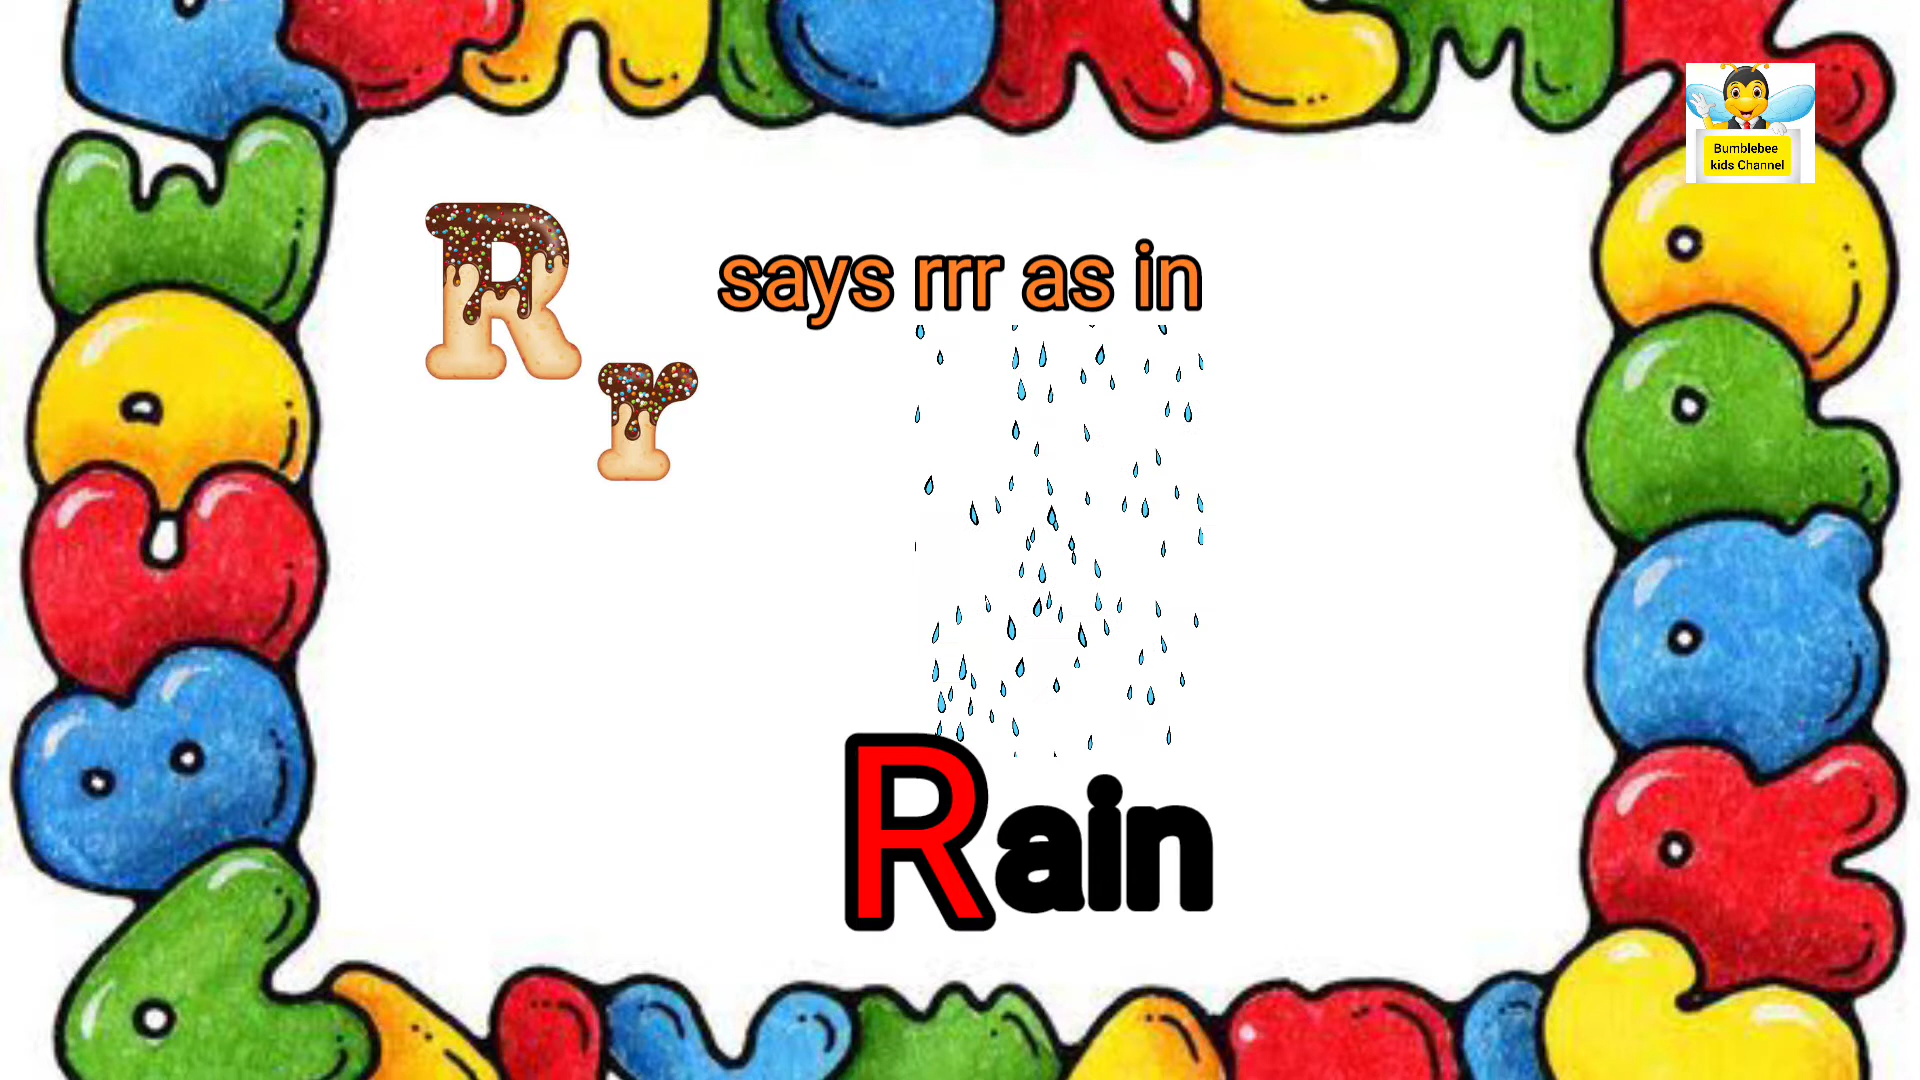 Bumblebee
kids Channel
R
says rrr as in
r
Rain